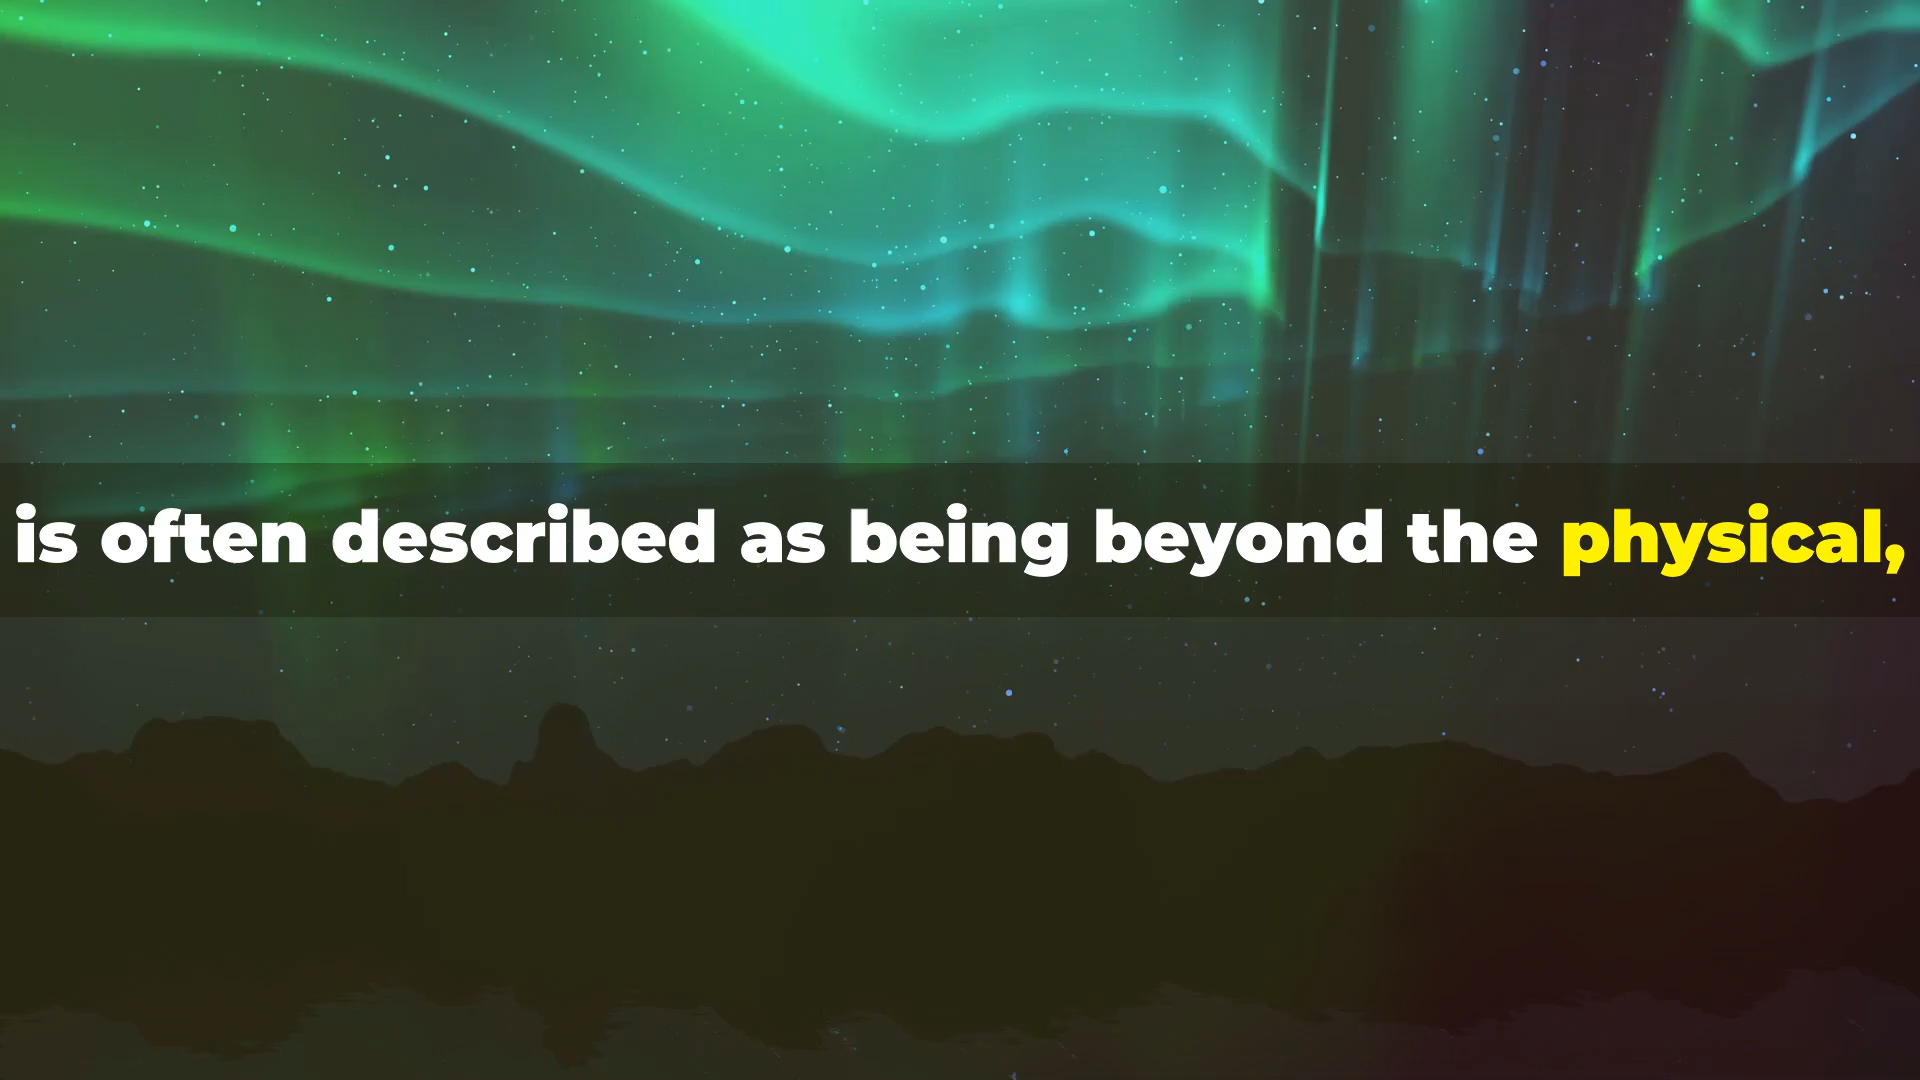 is often described as being beyond the physical,